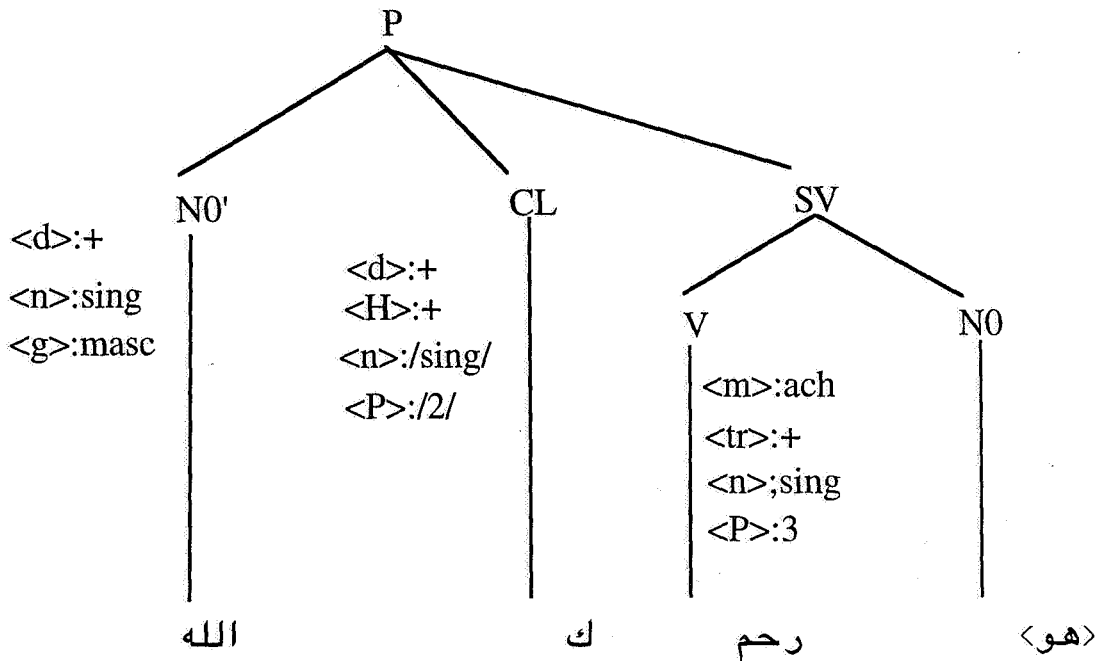 P
N0'
CL
SV
<d>:+
<n>:sing
<g>:masc
<d>:+
<H>:+
<n>:/sing/
<P>:/2/
V
N0
<m>:ach
<tr>:+
<n>;sing
<P>:3
الله
ك
رحم
<هو>